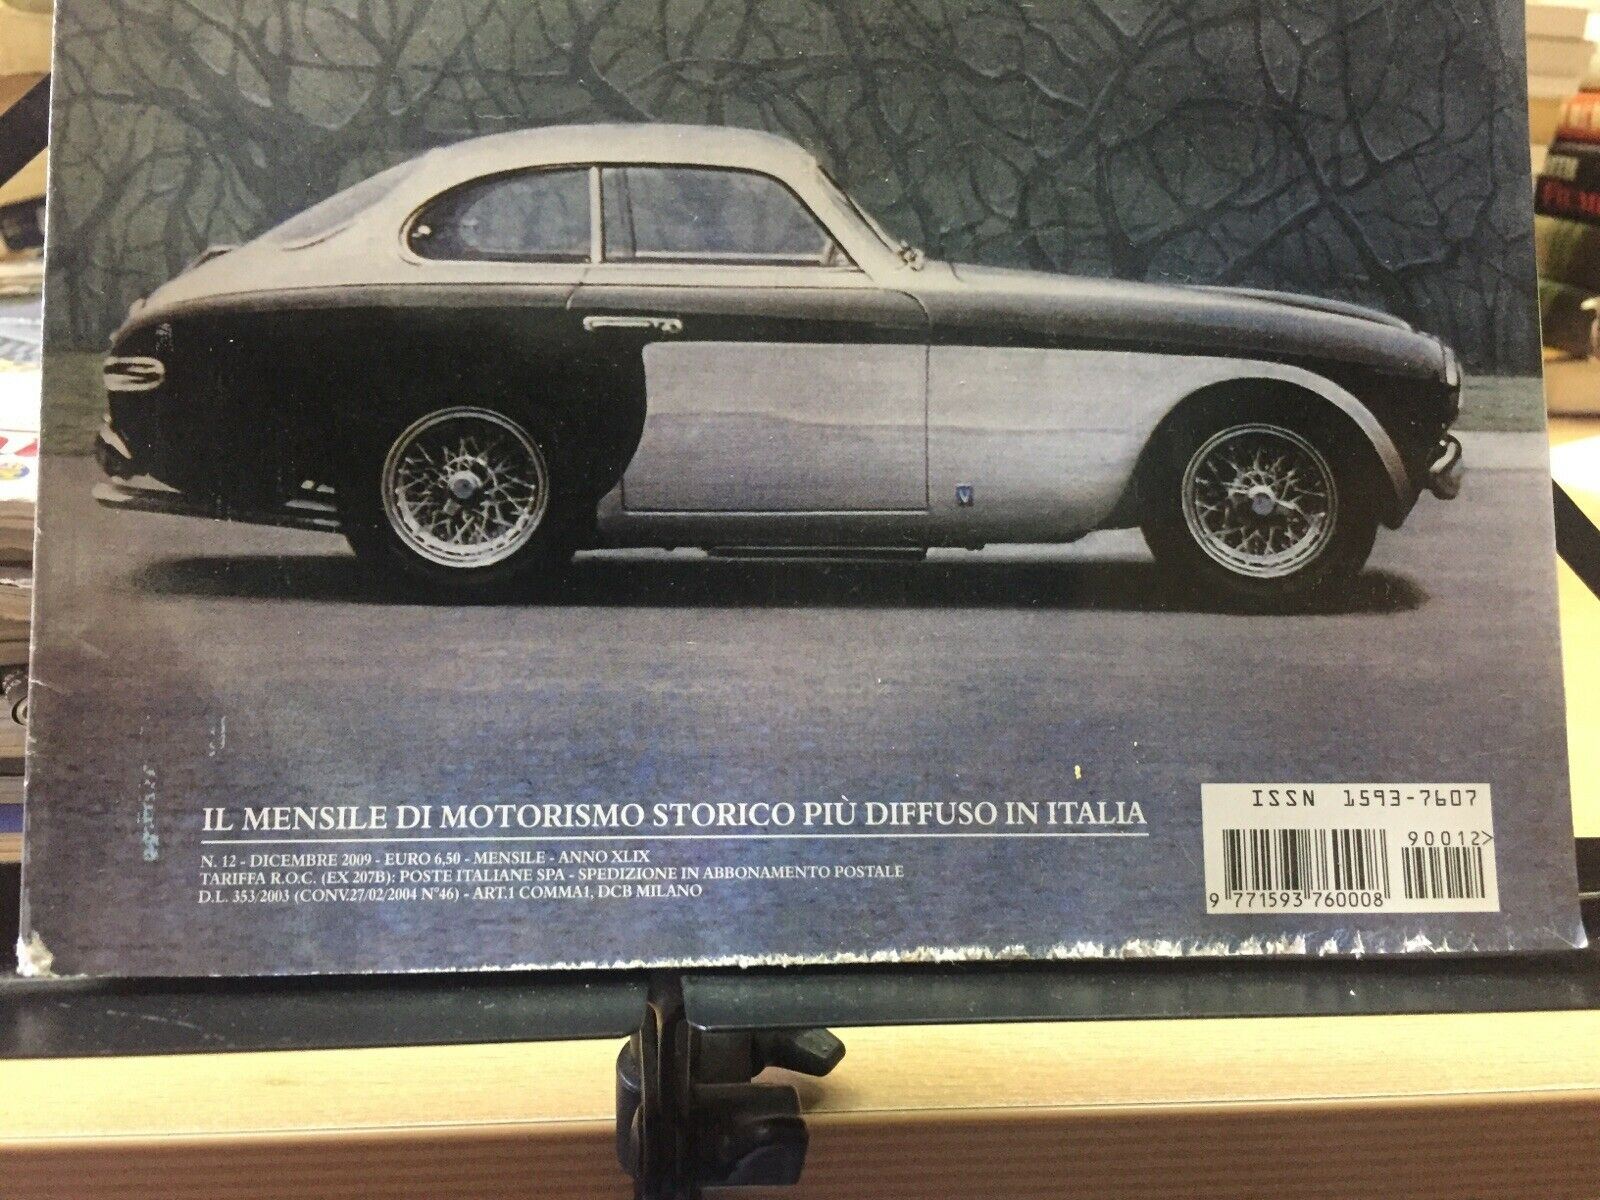 IL MENSILE DI MOTORISMO STORICO PIÙ DIFFUSO IN ITALIA
N. 12 - DICEMBRE 2009 - EURO 6,50 - MENSILE - ANNO XLIX
TARIFFA R.O.C. (EX 207B): POSTE ITALIANE SPA - SPEDIZIONE IN ABBONAMENTO POSTALE
D.L. 353/2003 (CONV.27/02/2004 N°46) - ART.1 COMMA1, DCB MILANO
ISSN 1593-7607
90012>
9 771593 760008
V